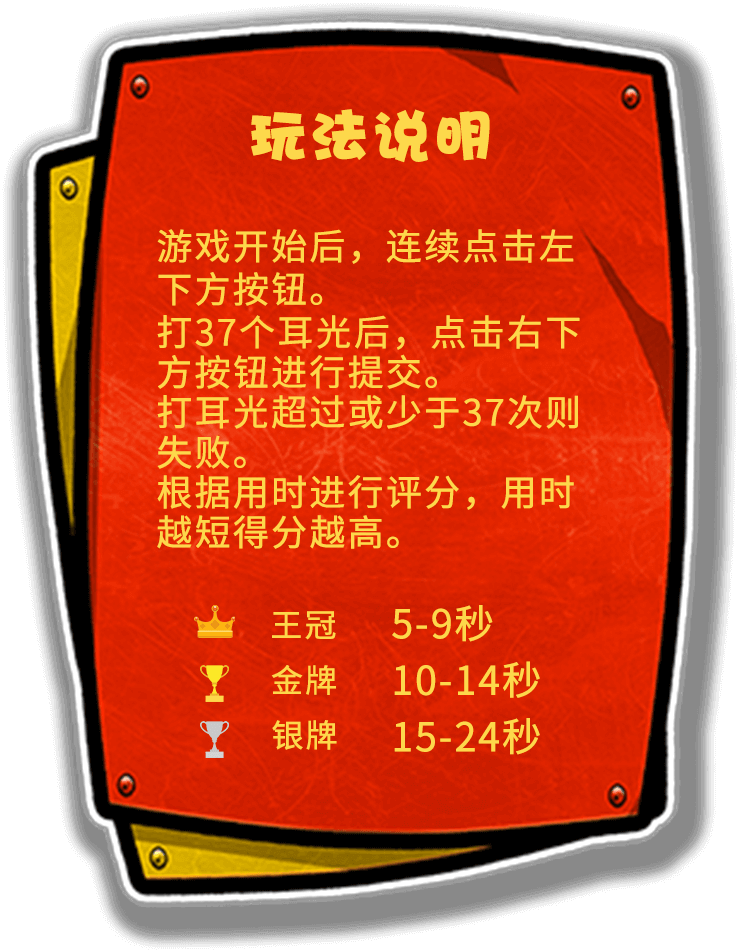 玩法说明
游戏开始后，连续点击左
下方按钮。
打37个耳光后，点击右下
方按钮进行提交。
打耳光超过或少于37次则
失败。
根据用时进行评分，用时
越短得分越高。
王冠 5-9秒
金牌 10-14秒
银牌 15-24秒